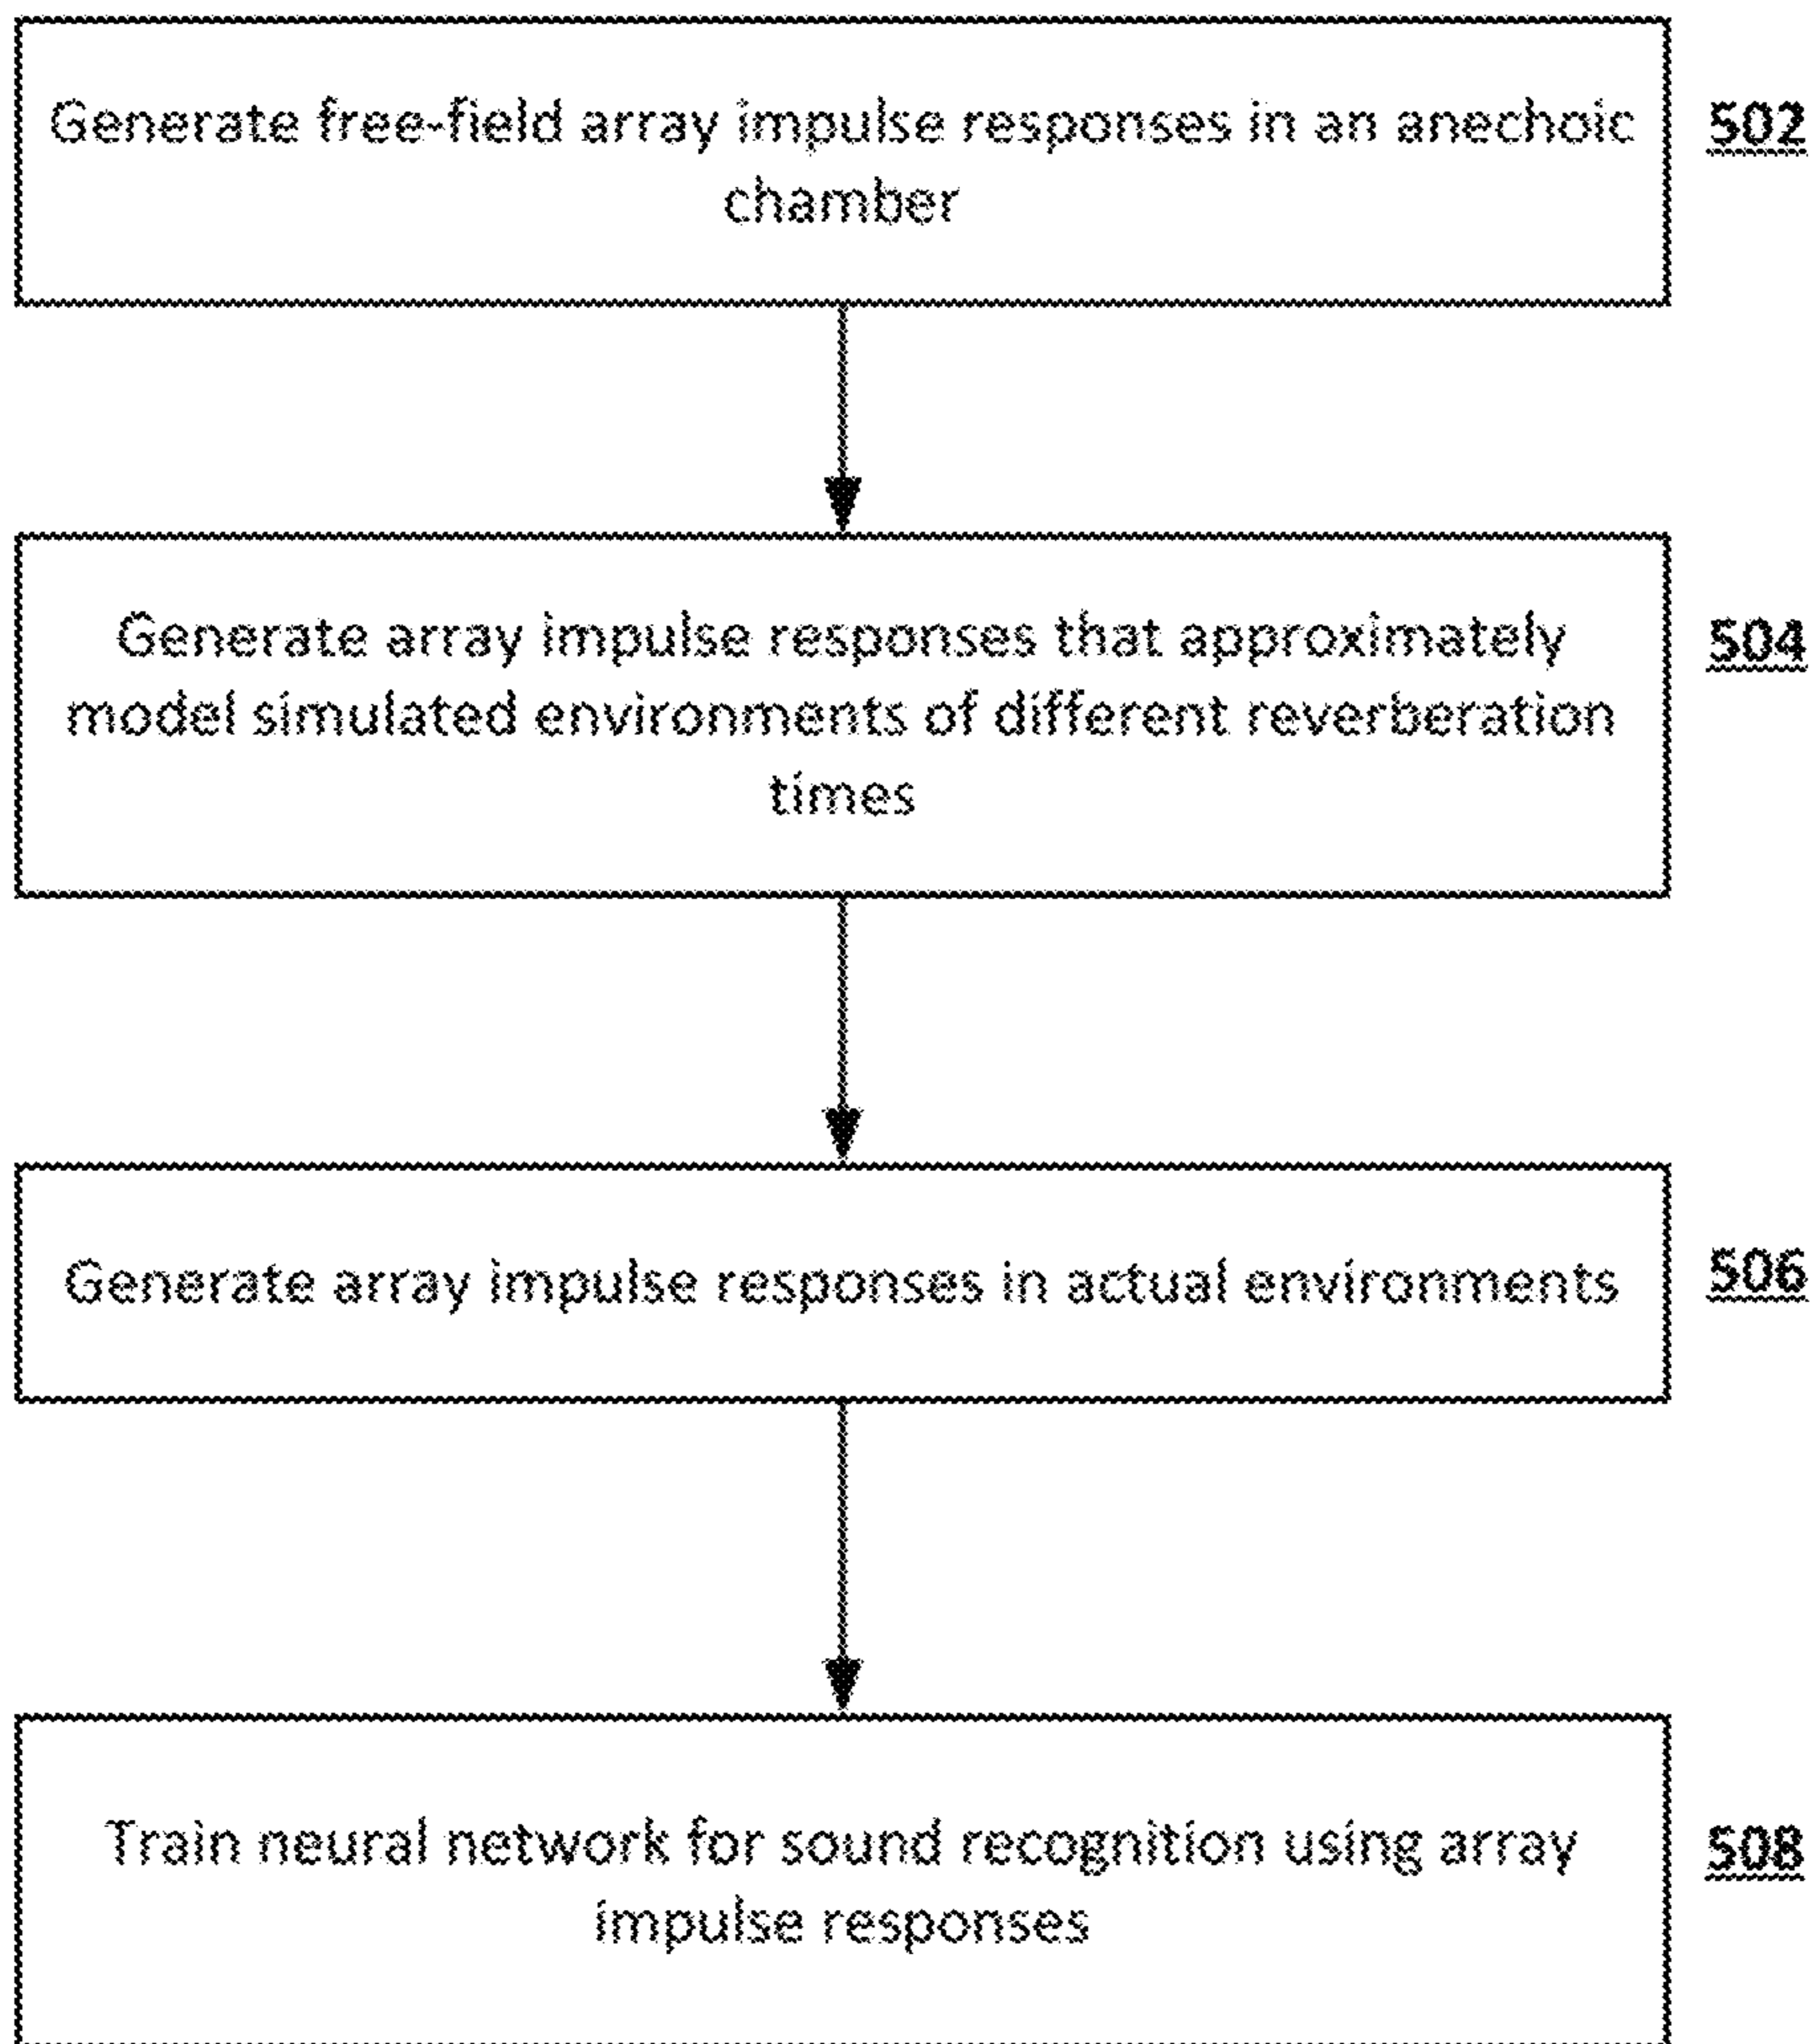 Generate free-field array impulse responses in an anechoic
chamber
502
Generate array impulse responses that approximately
model simulated environments of different reverberation
times
504
Generate array impulse responses in actual environments
506
Train neural network for sound recognition using array
impulse responses
508